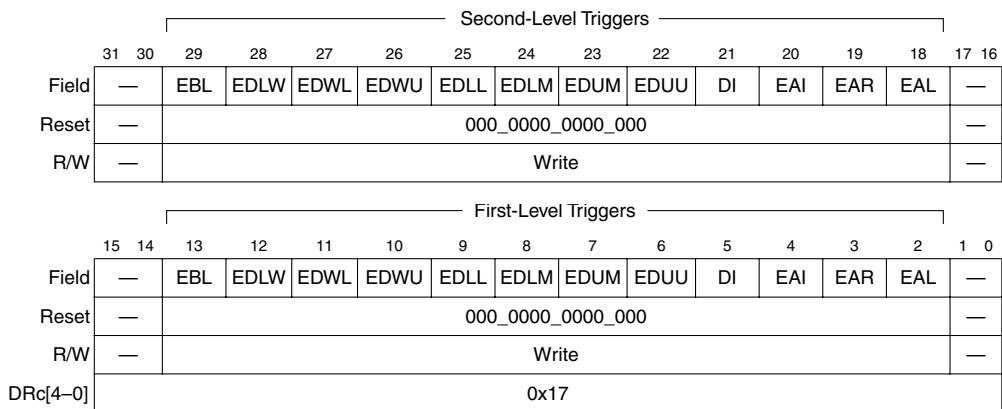 Second-Level Triggers
31 30 29 28 27 26 25 24 23 22 21 20 19 18 17 16
Field — EBL EDLW EDWL EDWU EDLL EDLM EDUM EDUU DI EAI EAR EAL —
Reset — 000_0000_0000_000 —
R/W — Write —
First-Level Triggers
15 14 13 12 11 10 9 8 7 6 5 4 3 2 1 0
Field — EBL EDLW EDWL EDWU EDLL EDLM EDUM EDUU DI EAI EAR EAL —
Reset — 000_0000_0000_000 —
R/W — Write —
DRc[4–0] 0x17